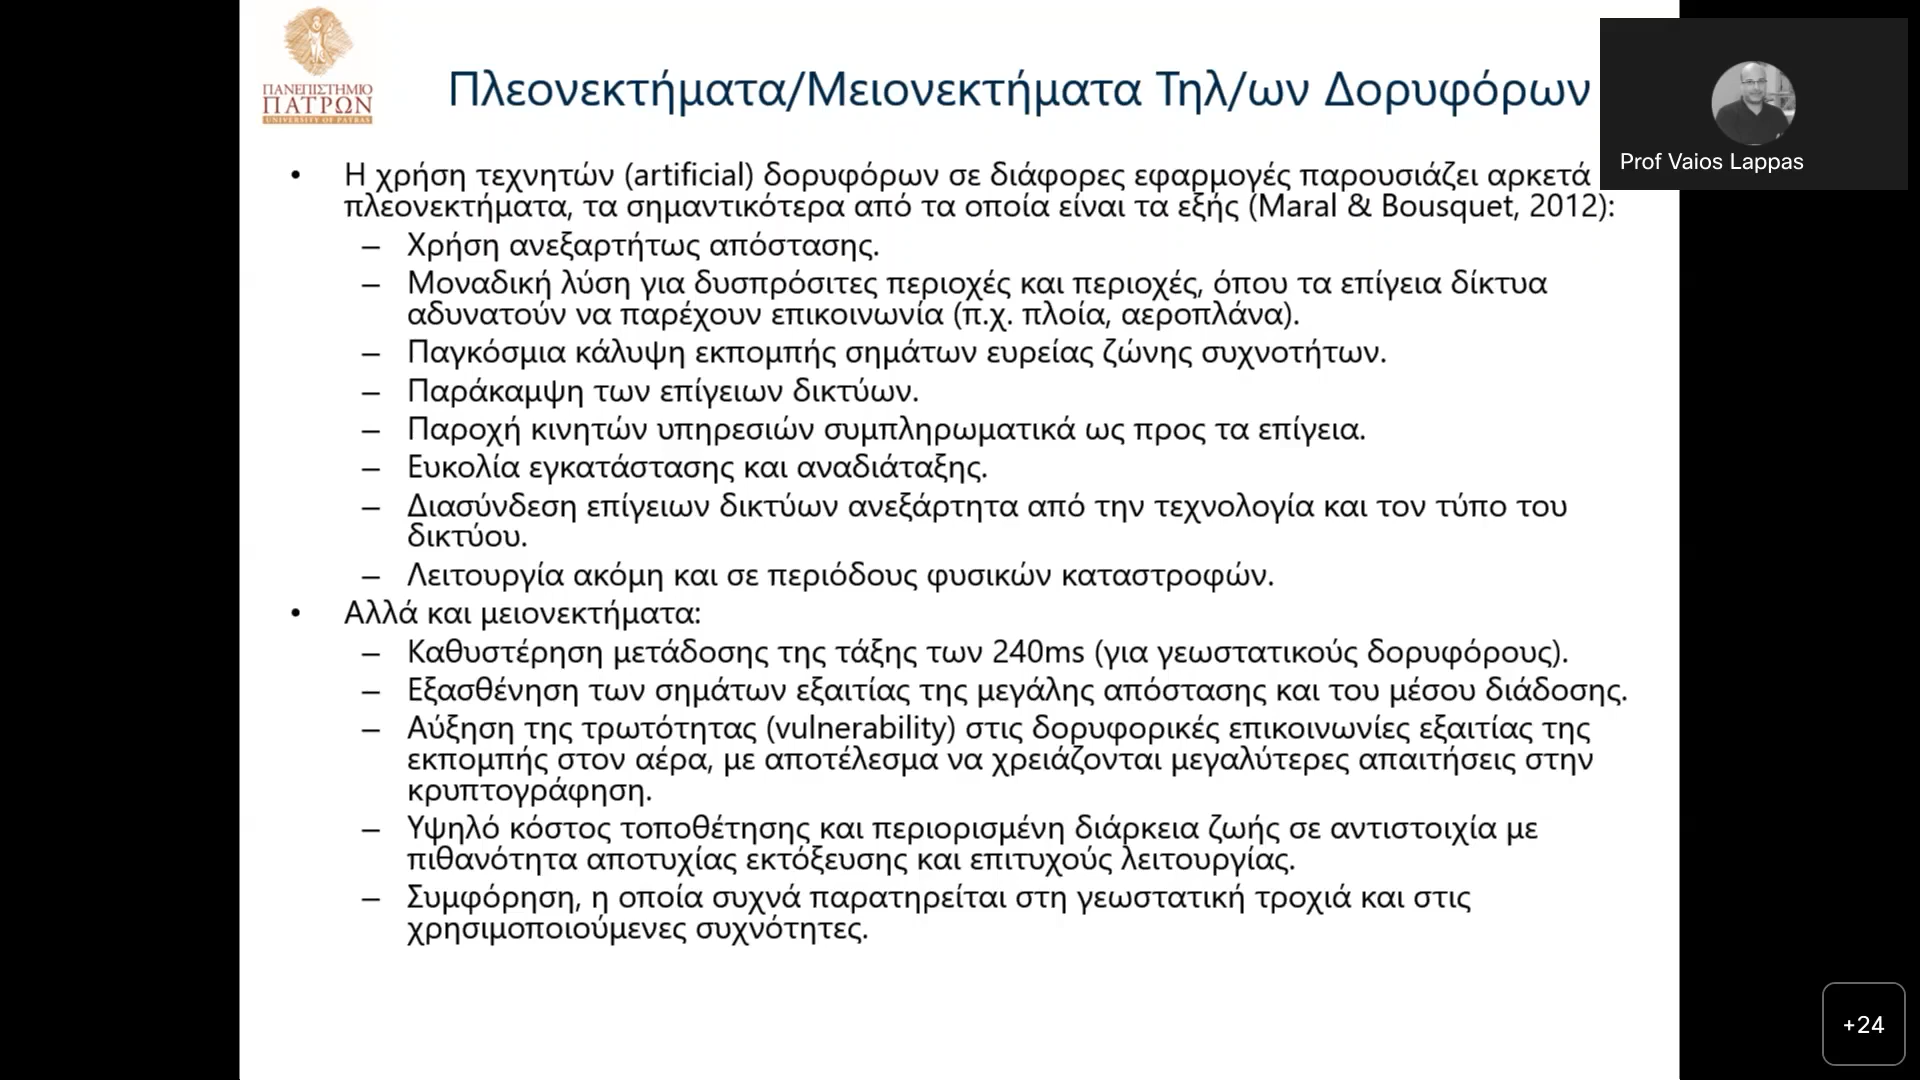 ΠΑΝΕΠΙΣΤΗΜΙΟ
ΠΑΤΡΩΝ
UNIVERSITY OF PATRAS
Πλεονεκτήματα/Μειονεκτήματα Τηλ/ων Δορυφόρων
Prof Vaios Lappas
• Η χρήση τεχνητών (artificial) δορυφόρων σε διάφορες εφαρμογές παρουσιάζει αρκετά
πλεονεκτήματα, τα σημαντικότερα από τα οποία είναι τα εξής (Maral & Bousquet, 2012):
– Χρήση ανεξαρτήτως απόστασης.
– Μοναδική λύση για δυσπρόσιτες περιοχές και περιοχές, όπου τα επίγεια δίκτυα
αδυνατούν να παρέχουν επικοινωνία (π.χ. πλοία, αεροπλάνα).
– Παγκόσμια κάλυψη εκπομπής σημάτων ευρείας ζώνης συχνοτήτων.
– Παράκαμψη των επίγειων δικτύων.
– Παροχή κινητών υπηρεσιών συμπληρωματικά ως προς τα επίγεια.
– Ευκολία εγκατάστασης και αναδιάταξης.
– Διασύνδεση επίγειων δικτύων ανεξάρτητα από την τεχνολογία και τον τύπο του
δικτύου.
– Λειτουργία ακόμη και σε περιόδους φυσικών καταστροφών.
• Αλλά και μειονεκτήματα:
– Καθυστέρηση μετάδοσης της τάξης των 240ms (για γεωστατικούς δορυφόρους).
– Εξασθένηση των σημάτων εξαιτίας της μεγάλης απόστασης και του μέσου διάδοσης.
– Αύξηση της τρωτότητας (vulnerability) στις δορυφορικές επικοινωνίες εξαιτίας της
εκπομπής στον αέρα, με αποτέλεσμα να χρειάζονται μεγαλύτερες απαιτήσεις στην
κρυπτογράφηση.
– Υψηλό κόστος τοποθέτησης και περιορισμένη διάρκεια ζωής σε αντιστοιχία με
πιθανότητα αποτυχίας εκτόξευσης και επιτυχούς λειτουργίας.
– Συμφόρηση, η οποία συχνά παρατηρείται στη γεωστατική τροχιά και στις
χρησιμοποιούμενες συχνότητες.
+24